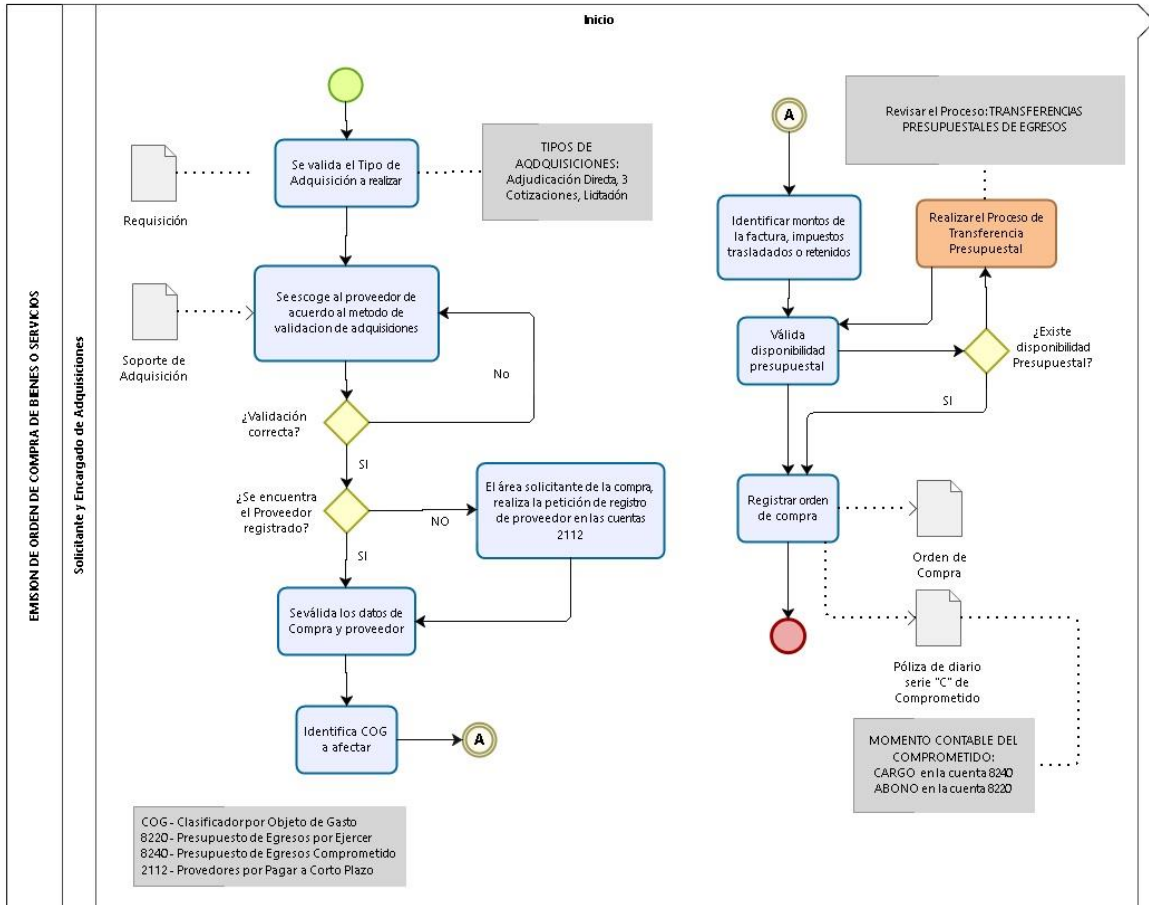 Inicio
EMISION DE ORDEN DE COMPRA DE BIENES O SERVICIOS
Solicitante y Encargado de Adquisiciones
Requisición
Se valida el Tipo de
Adquisición a realizar
TIPOS DE
AQDQUISICIONES:
Adjudicación Directa, 3
Cotizaciones, Licitación
Soporte de
Adquisición
Se escoge al proveedor de
acuerdo al metodo de
validacion de adquisiciones
No
¿Validación
correcta?
SI
¿Se encuentra
el Proveedor
registrado?
NO
El área solicitante de la compra,
realiza la petición de registro
de proveedor en las cuentas
2112
SI
Se válida los datos de
Compra y proveedor
Identifica COG
a afectar
A
COG - Clasificador por Objeto de Gasto
8220 - Presupuesto de Egresos por Ejercer
8240 - Presupuesto de Egresos Comprometido
2112 - Provedores por Pagar a Corto Plazo
A
Revisar el Proceso: TRANSFERENCIAS
PRESUPUESTALES DE EGRESOS
Identificar montos de
la factura, impuestos
trasladados o retenidos
Realizar el Proceso de
Transferencia
Presupuestal
Válida
disponibilidad
presupuestal
¿Existe
disponibilidad
Presupuestal?
SI
Registrar orden
de compra
Orden de
Compra
Póliza de diario
serie "C" de
Comprometido
MOMENTO CONTABLE DEL
COMPROMETIDO:
CARGO en la cuenta 8240
ABONO en la cuenta 8220